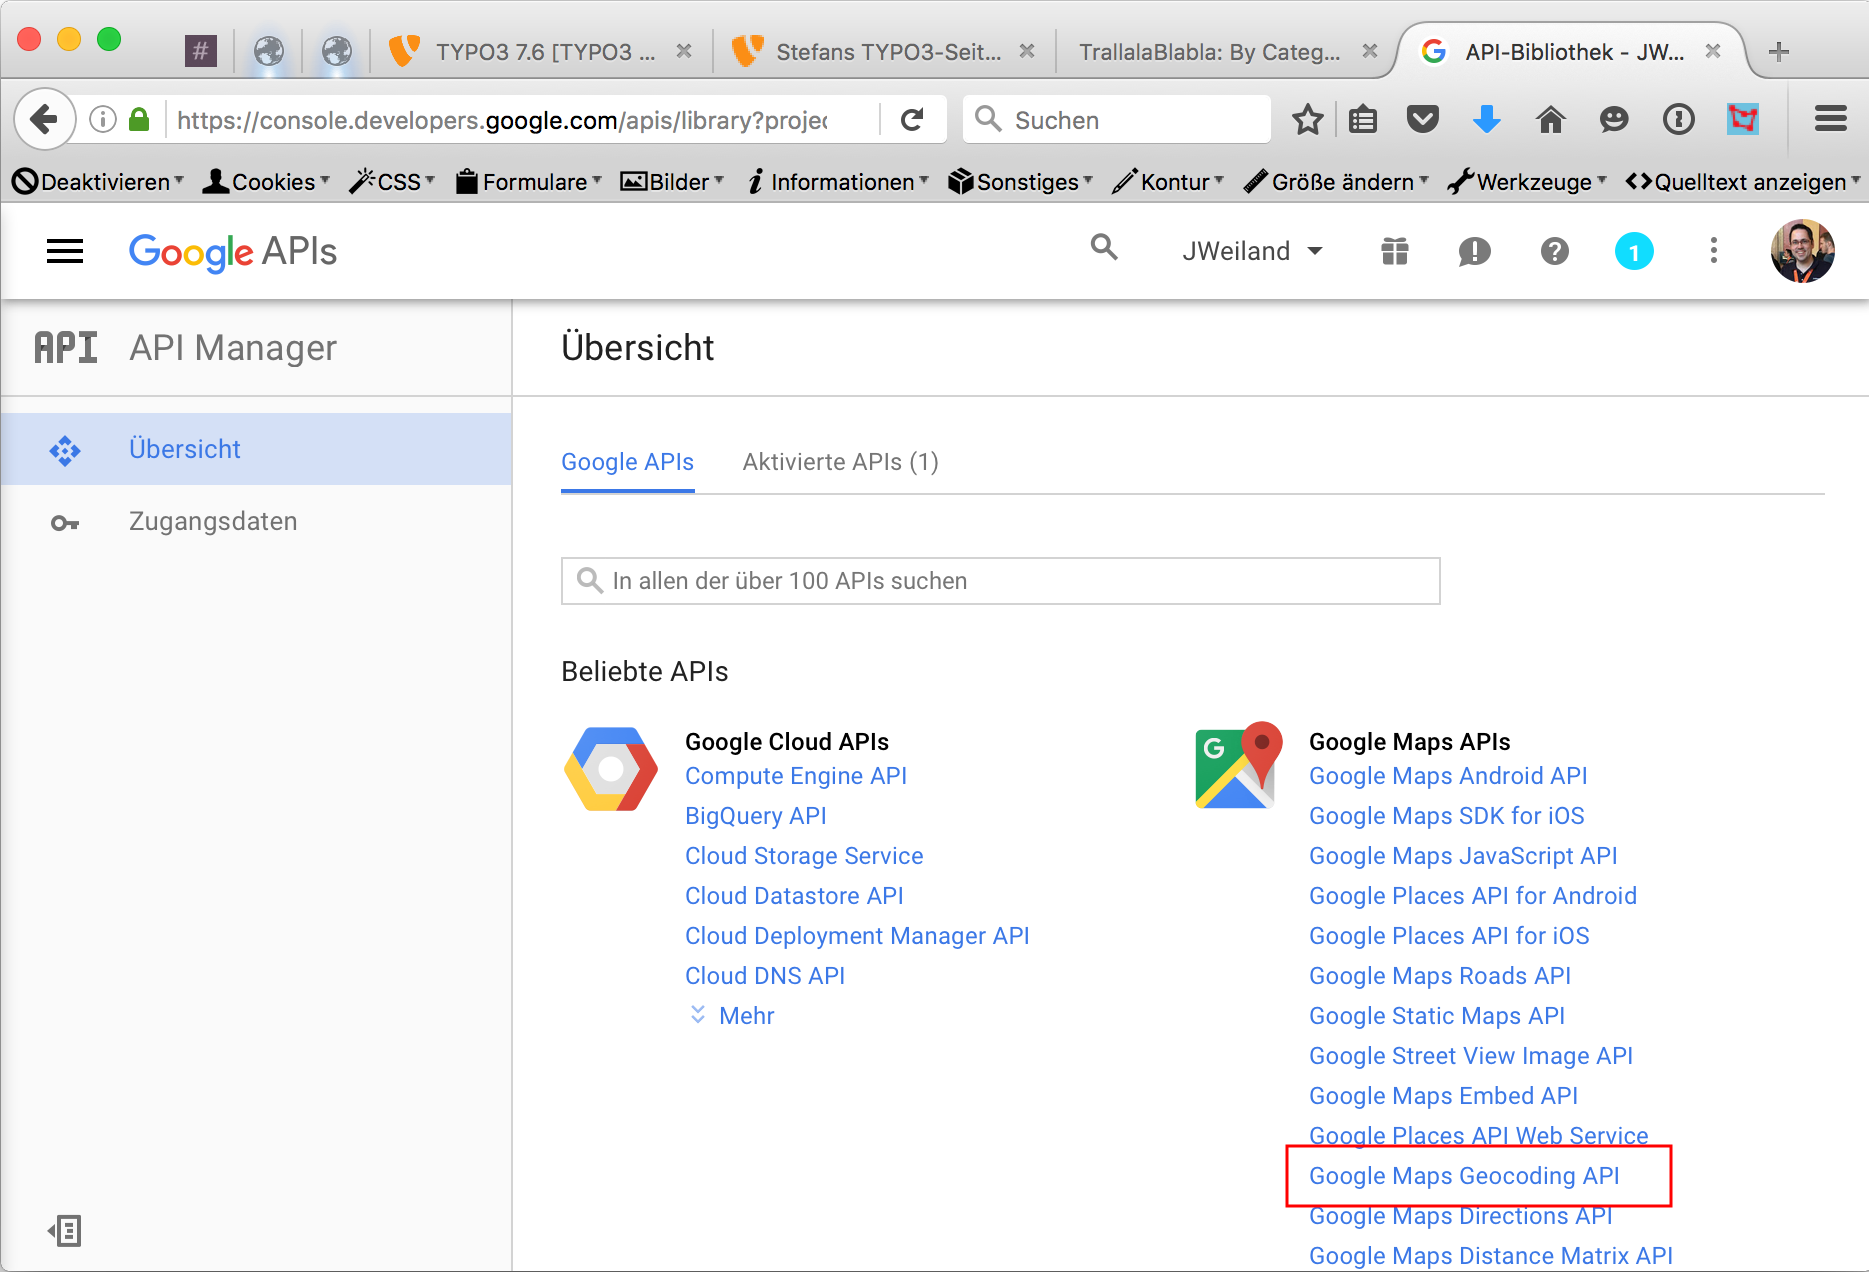 #
TYPO3 7.6 [TYPO3 ...
Stefans TYPO3-Seit...
TrallalaBlabla: By Categ...
API-Bibliothek - JW...
https://console.developers.google.com/apis/library?projec
Suchen
Deaktivieren Cookies CSS Formulare Bilder Informationen Sonstiges Kontur Größe ändern Werkzeuge Quelltext anzeigen
Google APIs
JWeiland
1
API API Manager
Übersicht
Übersicht
Zugangsdaten
Google APIs Aktivierte APIs (1)
In allen der über 100 APIs suchen
Beliebte APIs
Google Cloud APIs
Compute Engine API
BigQuery API
Cloud Storage Service
Cloud Datastore API
Cloud Deployment Manager API
Cloud DNS API
Mehr
G
Google Maps APIs
Google Maps Android API
Google Maps SDK for iOS
Google Maps JavaScript API
Google Places API for Android
Google Places API for iOS
Google Maps Roads API
Google Static Maps API
Google Street View Image API
Google Maps Embed API
Google Places API Web Service
Google Maps Geocoding API
Google Maps Directions API
Google Maps Distance Matrix API